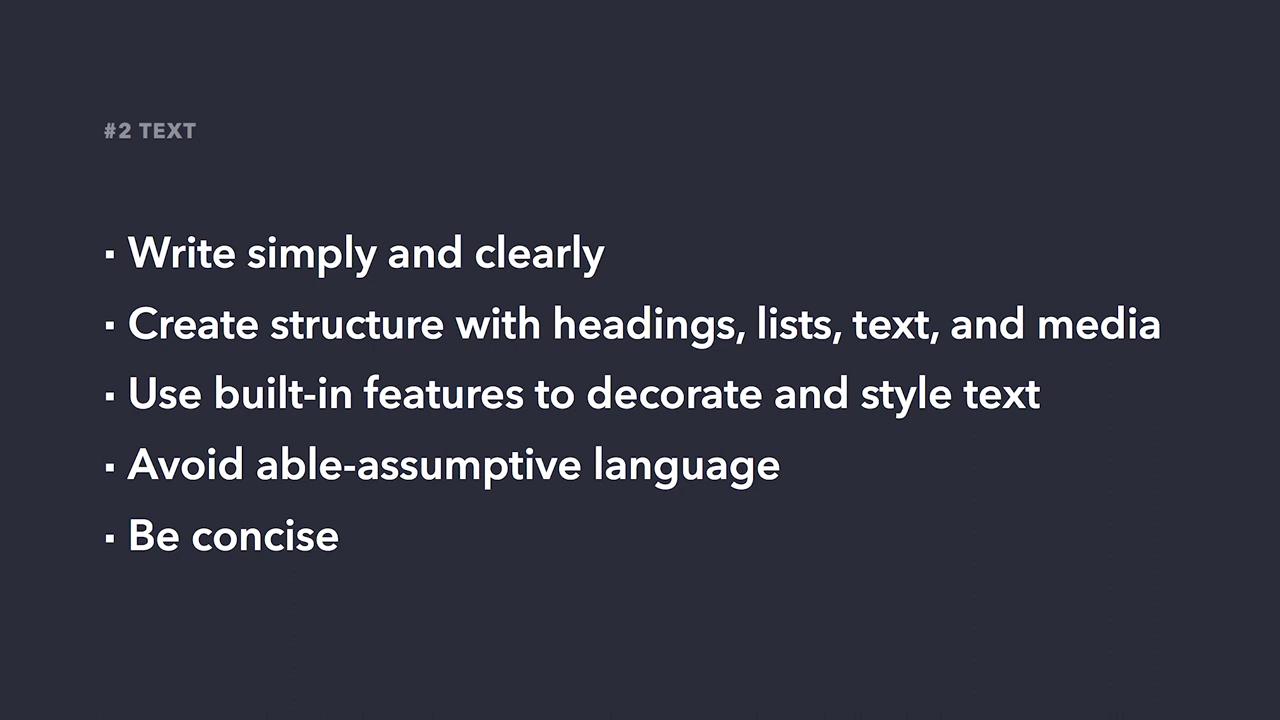 #2 TEXT
▪ Write simply and clearly
▪ Create structure with headings, lists, text, and media
▪ Use built-in features to decorate and style text
▪ Avoid able-assumptive language
▪ Be concise